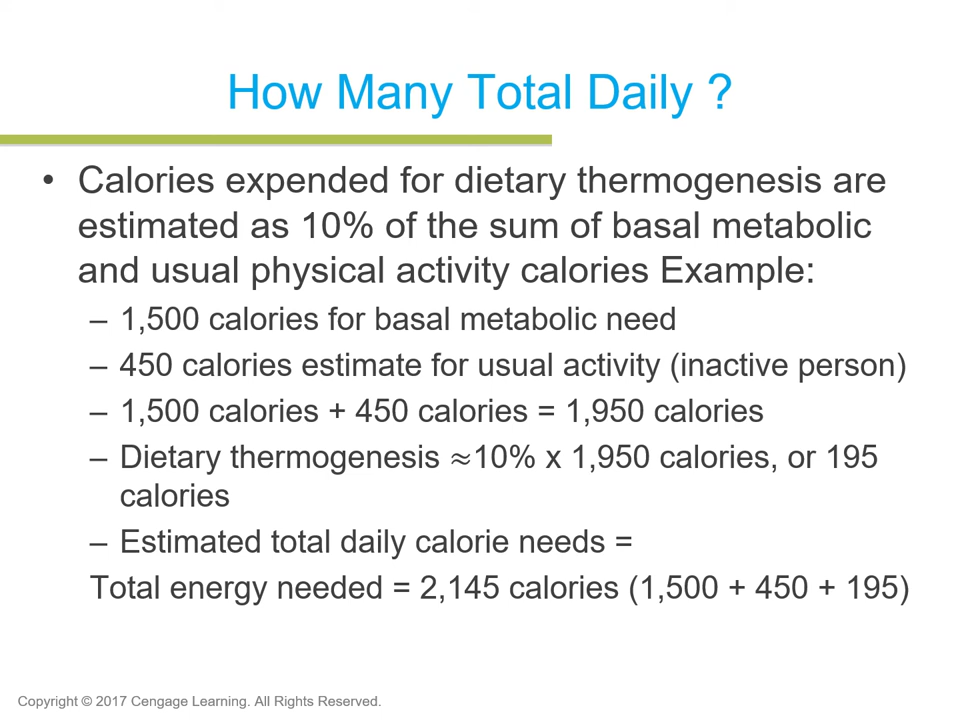 How Many Total Daily ?
• Calories expended for dietary thermogenesis are
estimated as 10% of the sum of basal metabolic
and usual physical activity calories Example:
– 1,500 calories for basal metabolic need
– 450 calories estimate for usual activity (inactive person)
– 1,500 calories + 450 calories = 1,950 calories
– Dietary thermogenesis ≈10% x 1,950 calories, or 195
calories
– Estimated total daily calorie needs =
Total energy needed = 2,145 calories (1,500 + 450 + 195)
Copyright © 2017 Cengage Learning. All Rights Reserved.